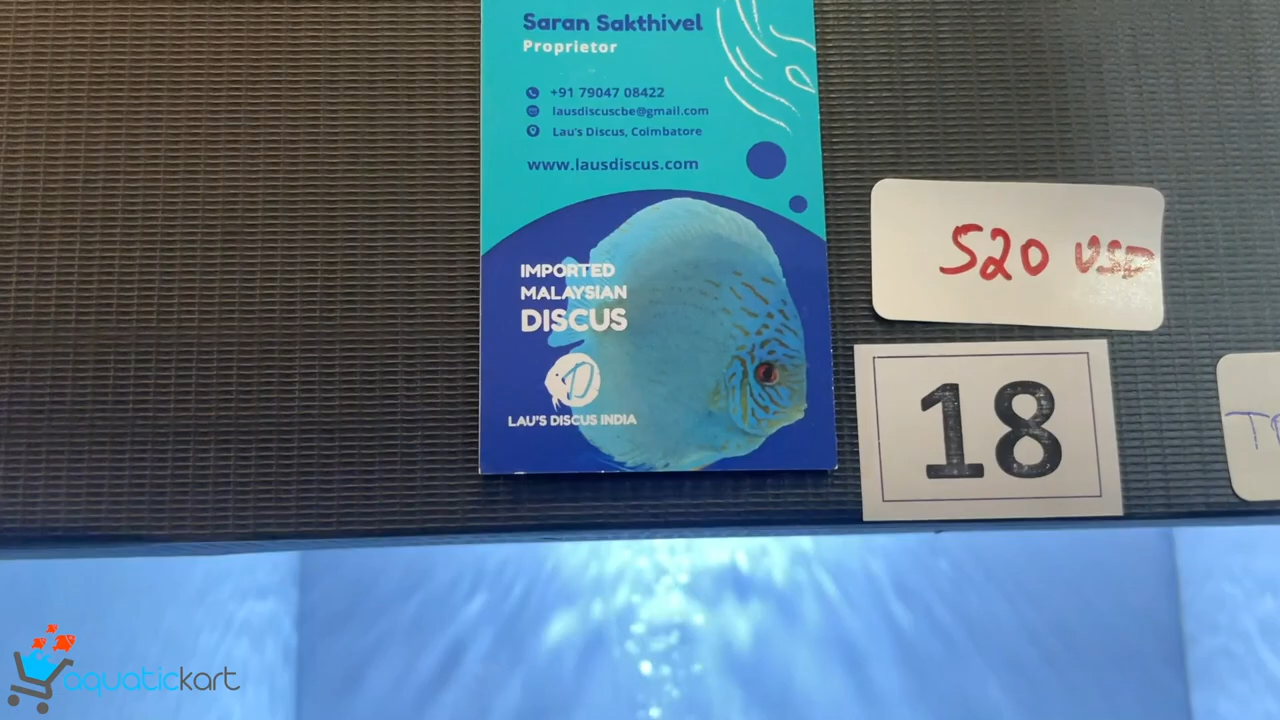 Saran Sakthivel
Proprietor
+91 79047 08422
lausdiscuscbe@gmail.com
Lau's Discus, Coimbatore
www.lausdiscus.com
IMPORTED
MALAYSIAN
DISCUS
D
LAU'S DISCUS INDIA
520 USD
18
aquatickart